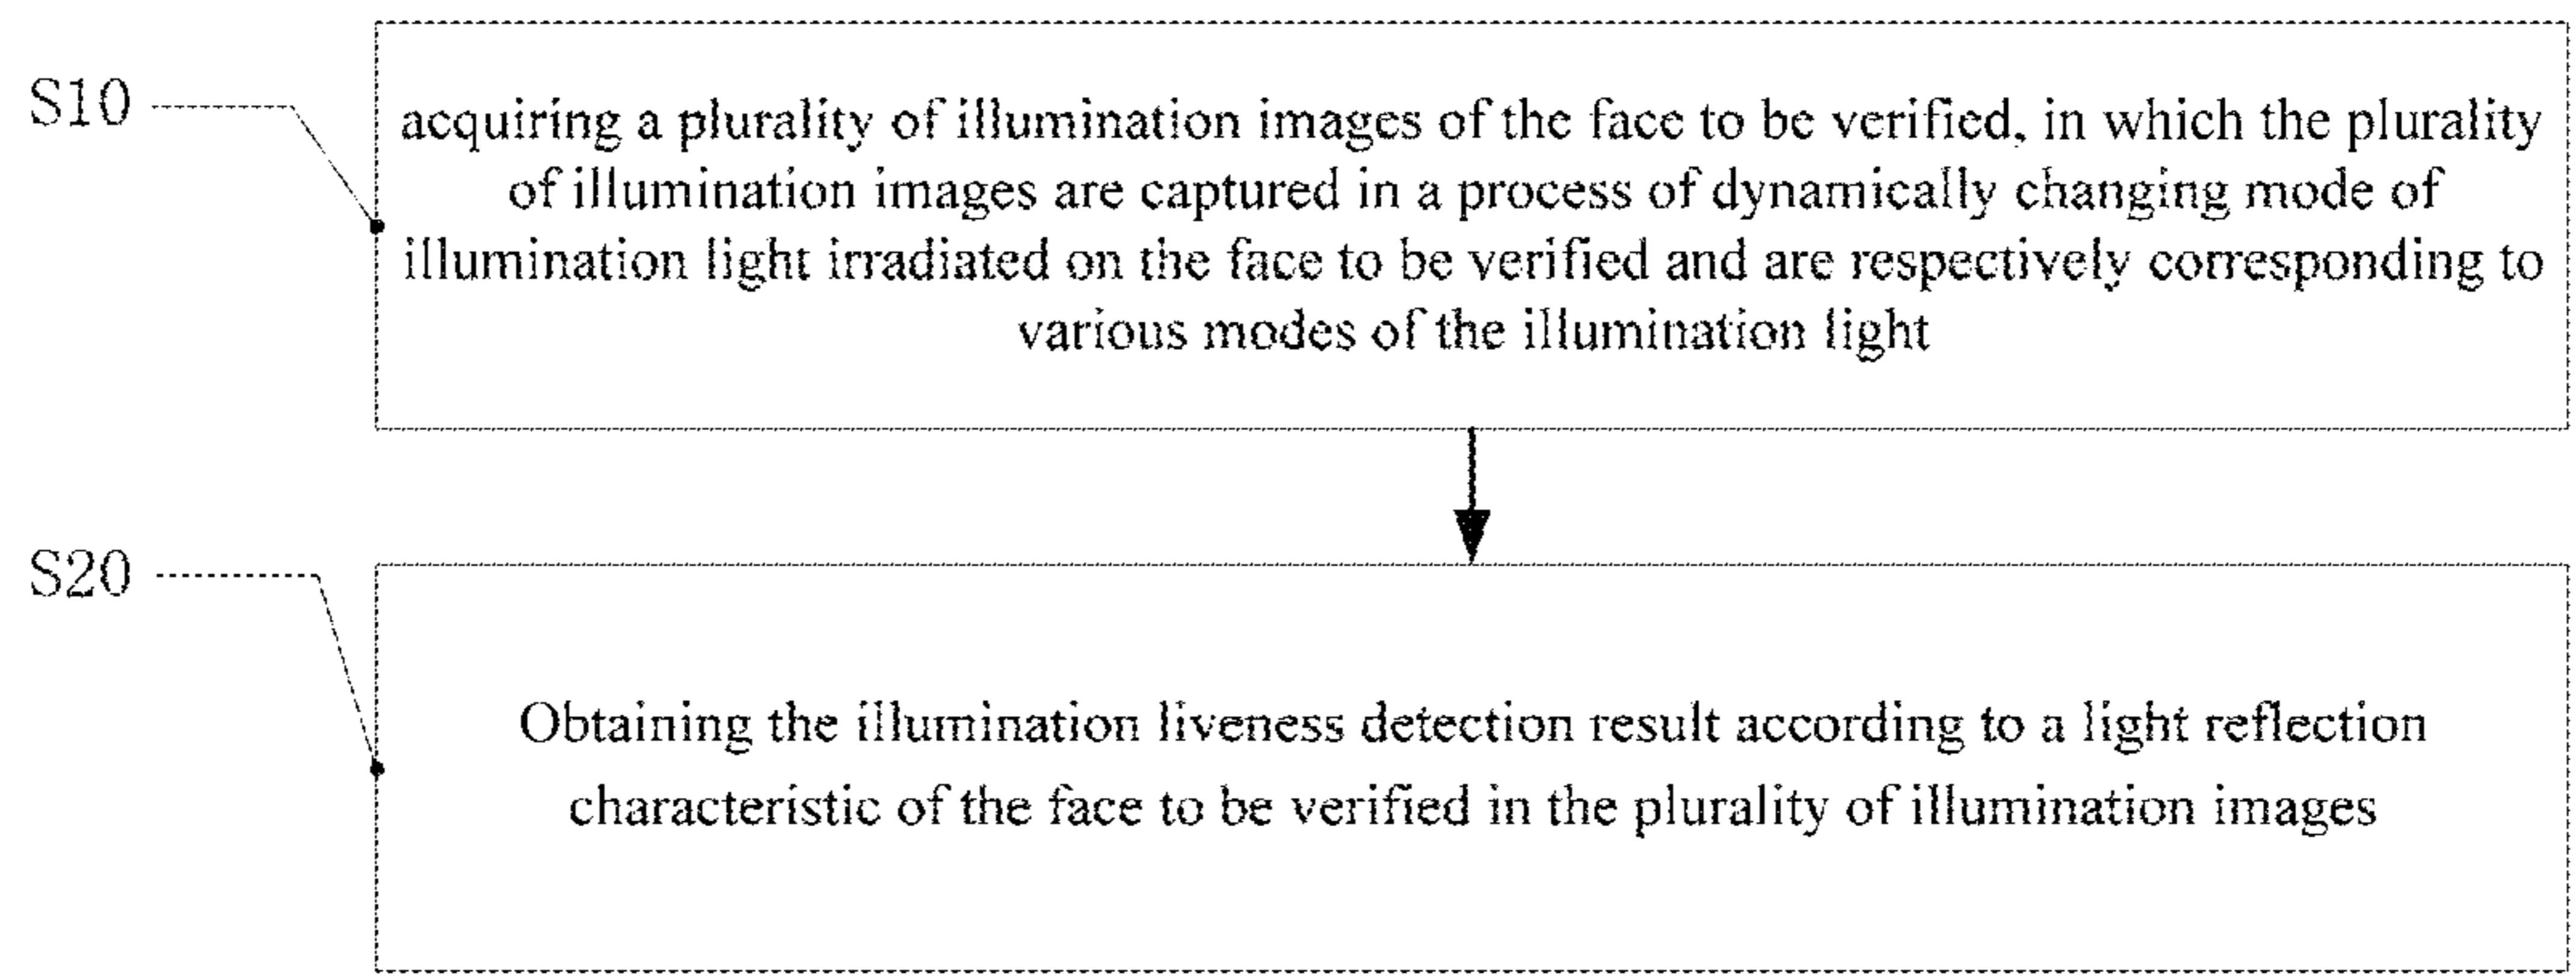 S10
acquiring a plurality of illumination images of the face to be verified, in which the plurality
of illumination images are captured in a process of dynamically changing mode of
illumination light irradiated on the face to be verified and are respectively corresponding to
various modes of the illumination light
S20
Obtaining the illumination liveness detection result according to a light reflection
characteristic of the face to be verified in the plurality of illumination images